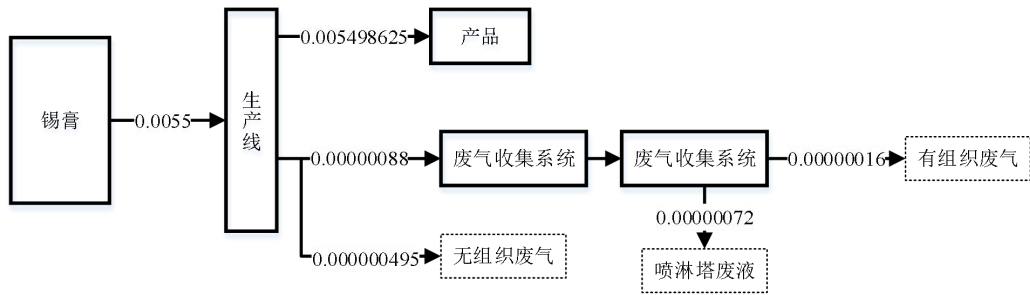 0.005498625
产品
锡膏
0.0055
生产线
0.00000088
废气收集系统
废气收集系统
0.00000016
有组织废气
0.00000072
0.000000495
无组织废气
喷淋塔废液